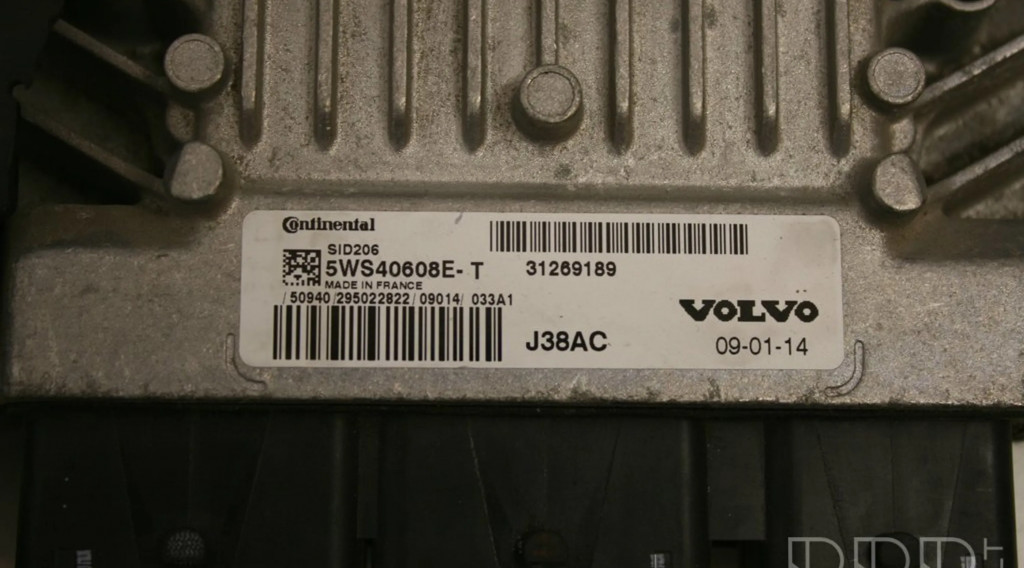 Continental
SID206
5WS40608E-T
MADE IN FRANCE
/ 50940 / 295022822 / 09014 / 033A1
31269189
VOLVO
J38AC
09-01-14